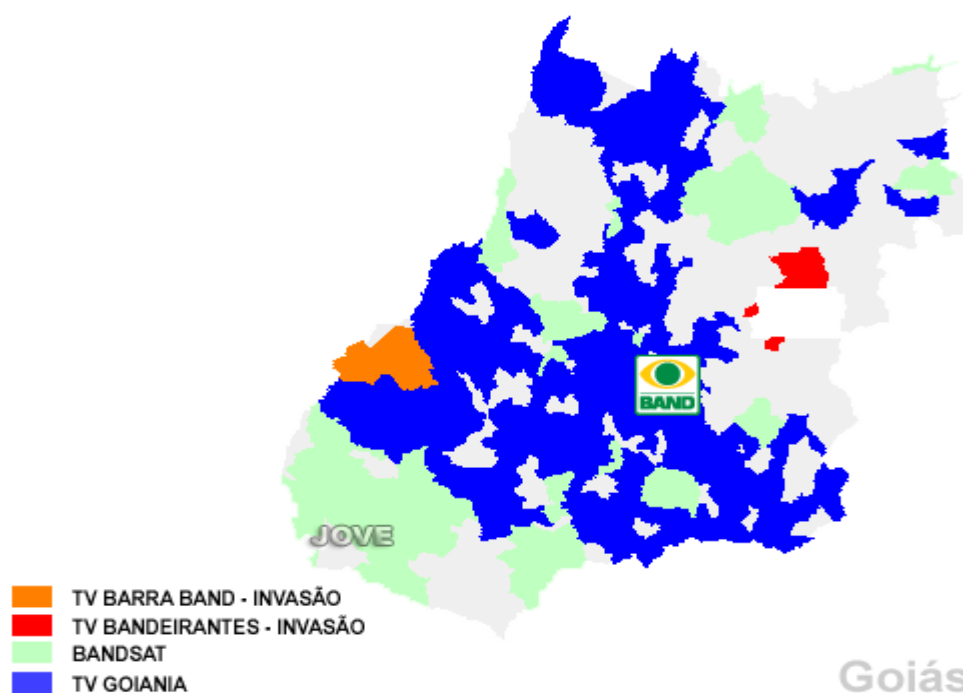 BAND
JOVE
TV BARRA BAND - INVASÃO
TV BANDEIRANTES - INVASÃO
BANDSAT
TV GOIANIA
Goiás